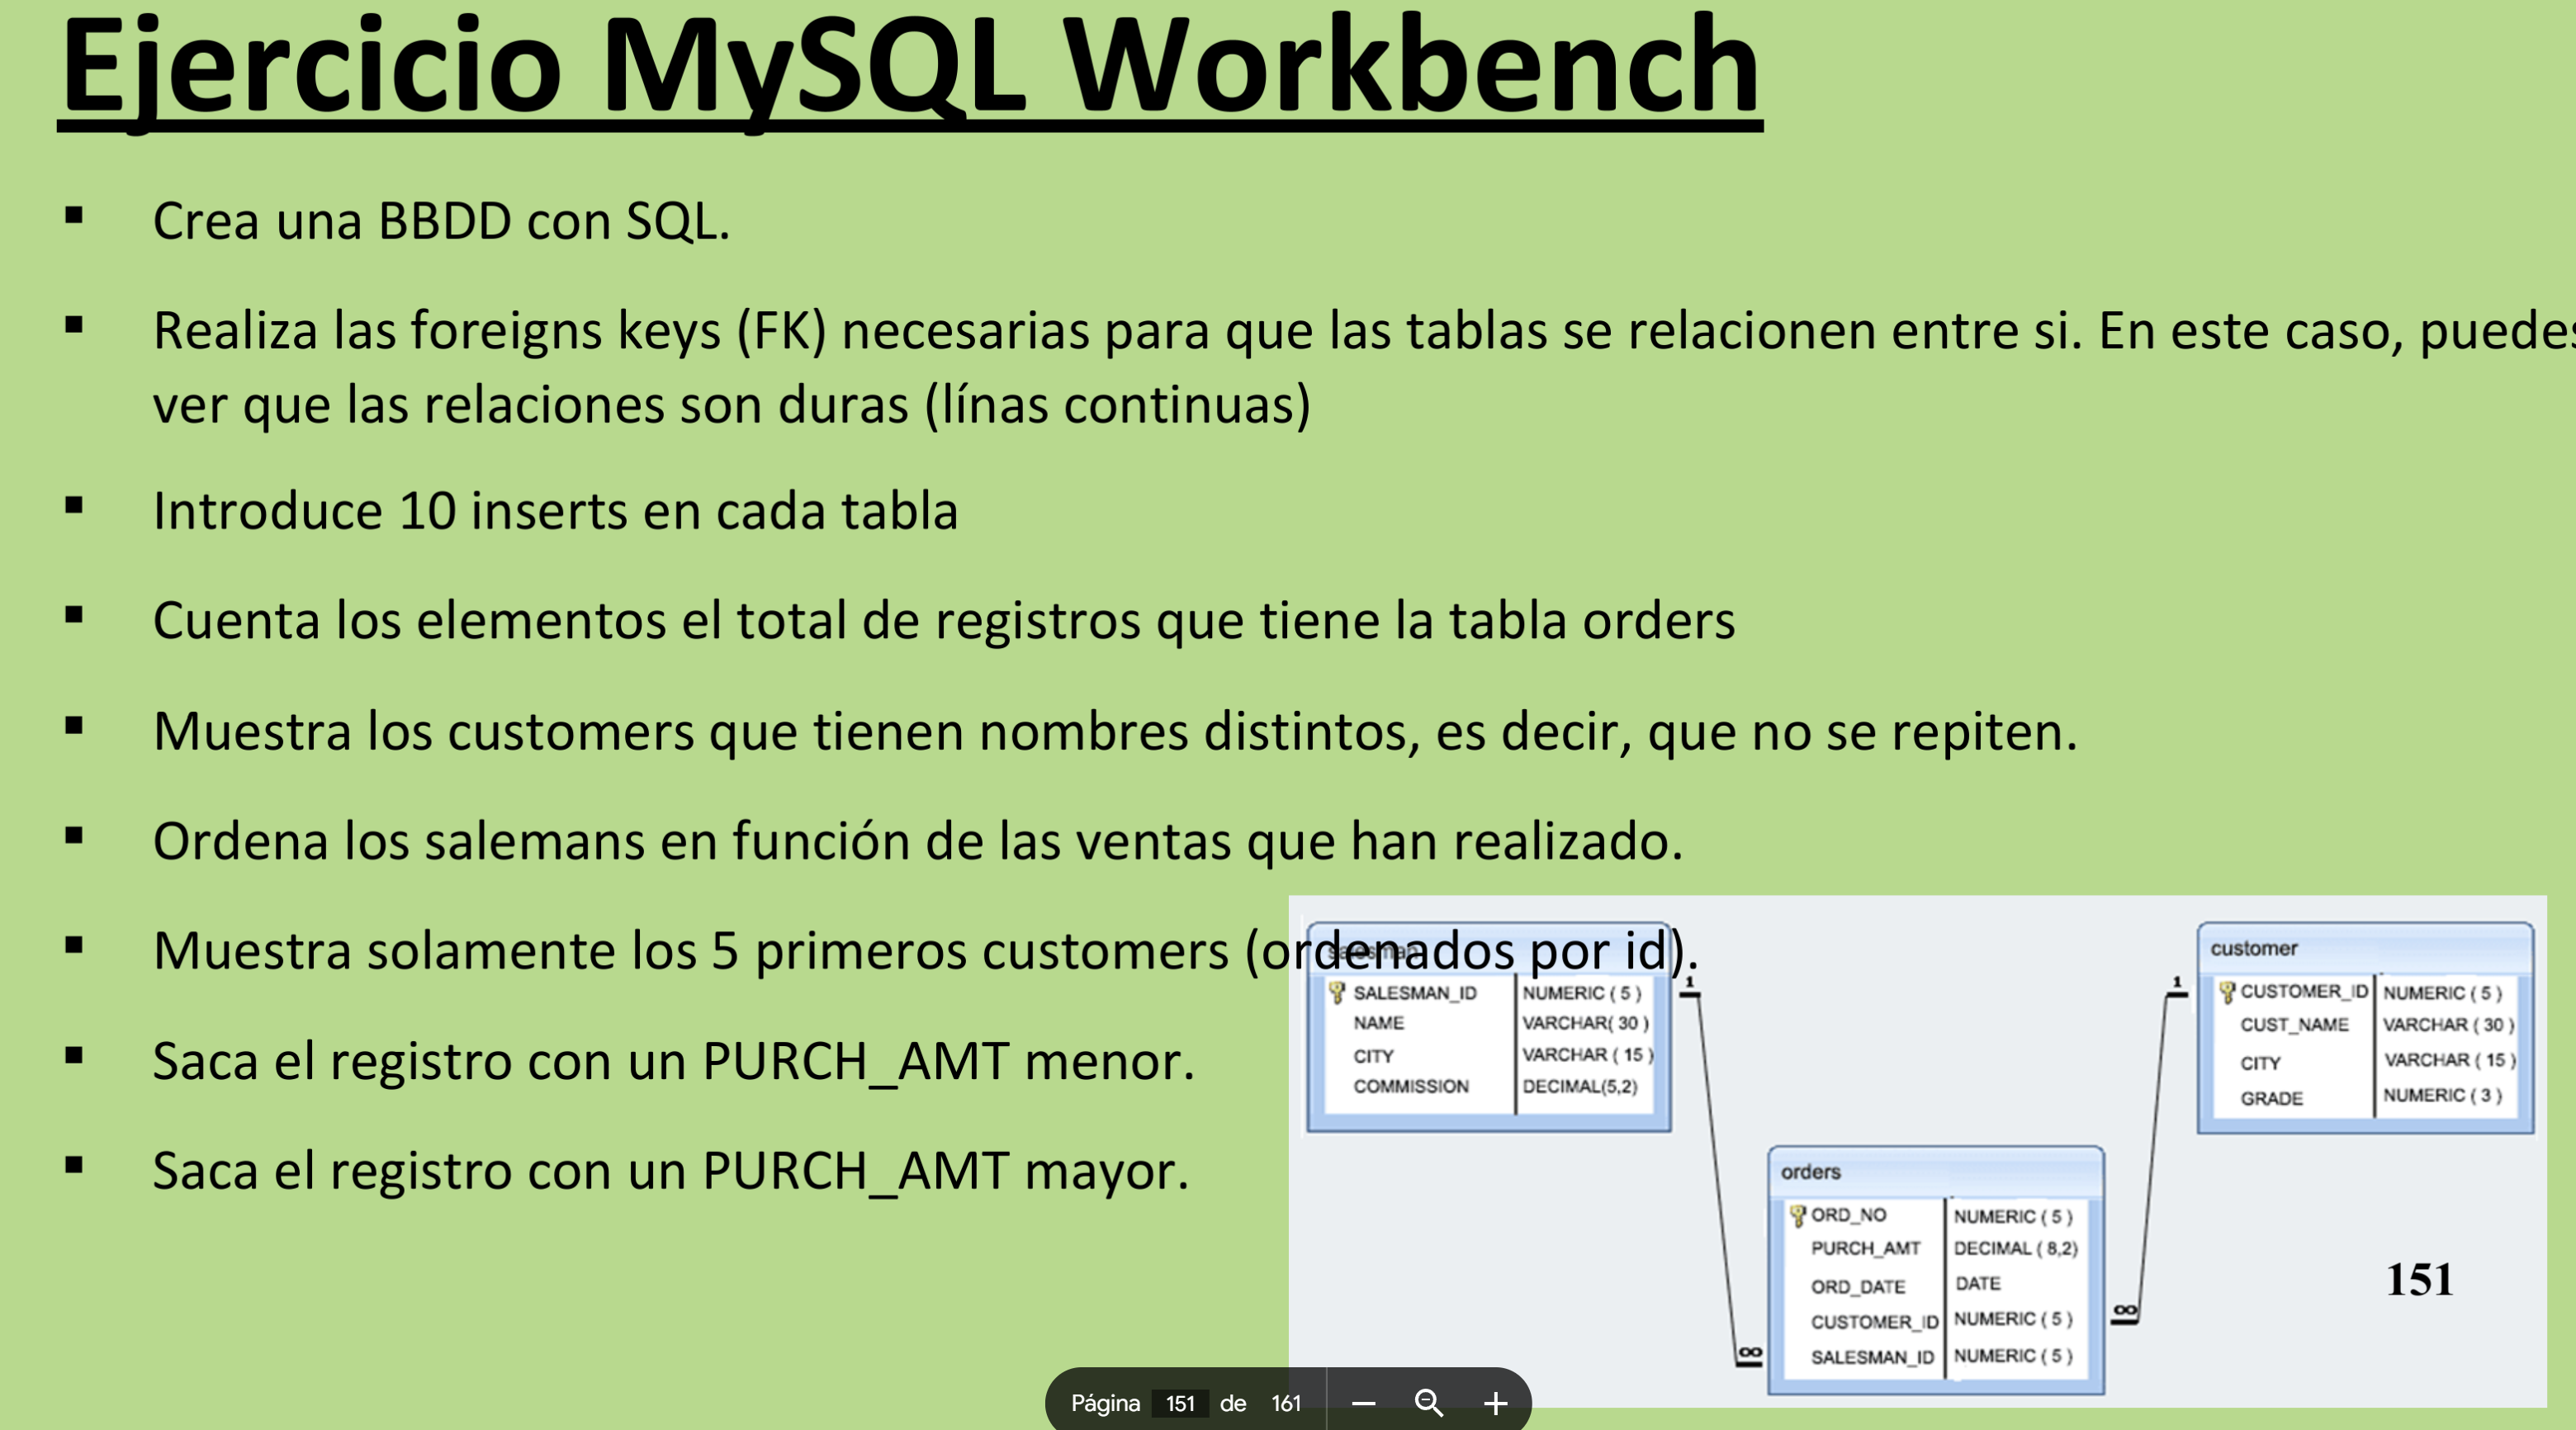 Ejercicio MySQL Workbench
▪ Crea una BBDD con SQL.
▪ Realiza las foreigns keys (FK) necesarias para que las tablas se relacionen entre si. En este caso, puedes
ver que las relaciones son duras (línas continuas)
▪ Introduce 10 inserts en cada tabla
▪ Cuenta los elementos el total de registros que tiene la tabla orders
▪ Muestra los customers que tienen nombres distintos, es decir, que no se repiten.
▪ Ordena los salemans en función de las ventas que han realizado.
▪ Muestra solamente los 5 primeros customers (ordenados por id).
▪ Saca el registro con un PURCH_AMT menor.
▪ Saca el registro con un PURCH_AMT mayor.
salesman
SALESMAN_ID NUMERIC ( 5 )
NAME VARCHAR( 30 )
CITY VARCHAR ( 15 )
COMMISSION DECIMAL(5,2)
1
1
customer
CUSTOMER_ID NUMERIC ( 5 )
CUST_NAME VARCHAR ( 30 )
CITY VARCHAR ( 15 )
GRADE NUMERIC ( 3 )
orders
ORD_NO NUMERIC ( 5 )
PURCH_AMT DECIMAL ( 8,2)
ORD_DATE DATE
CUSTOMER_ID NUMERIC ( 5 )
SALESMAN_ID NUMERIC ( 5 )
∞
∞
151
Página 151 de 161